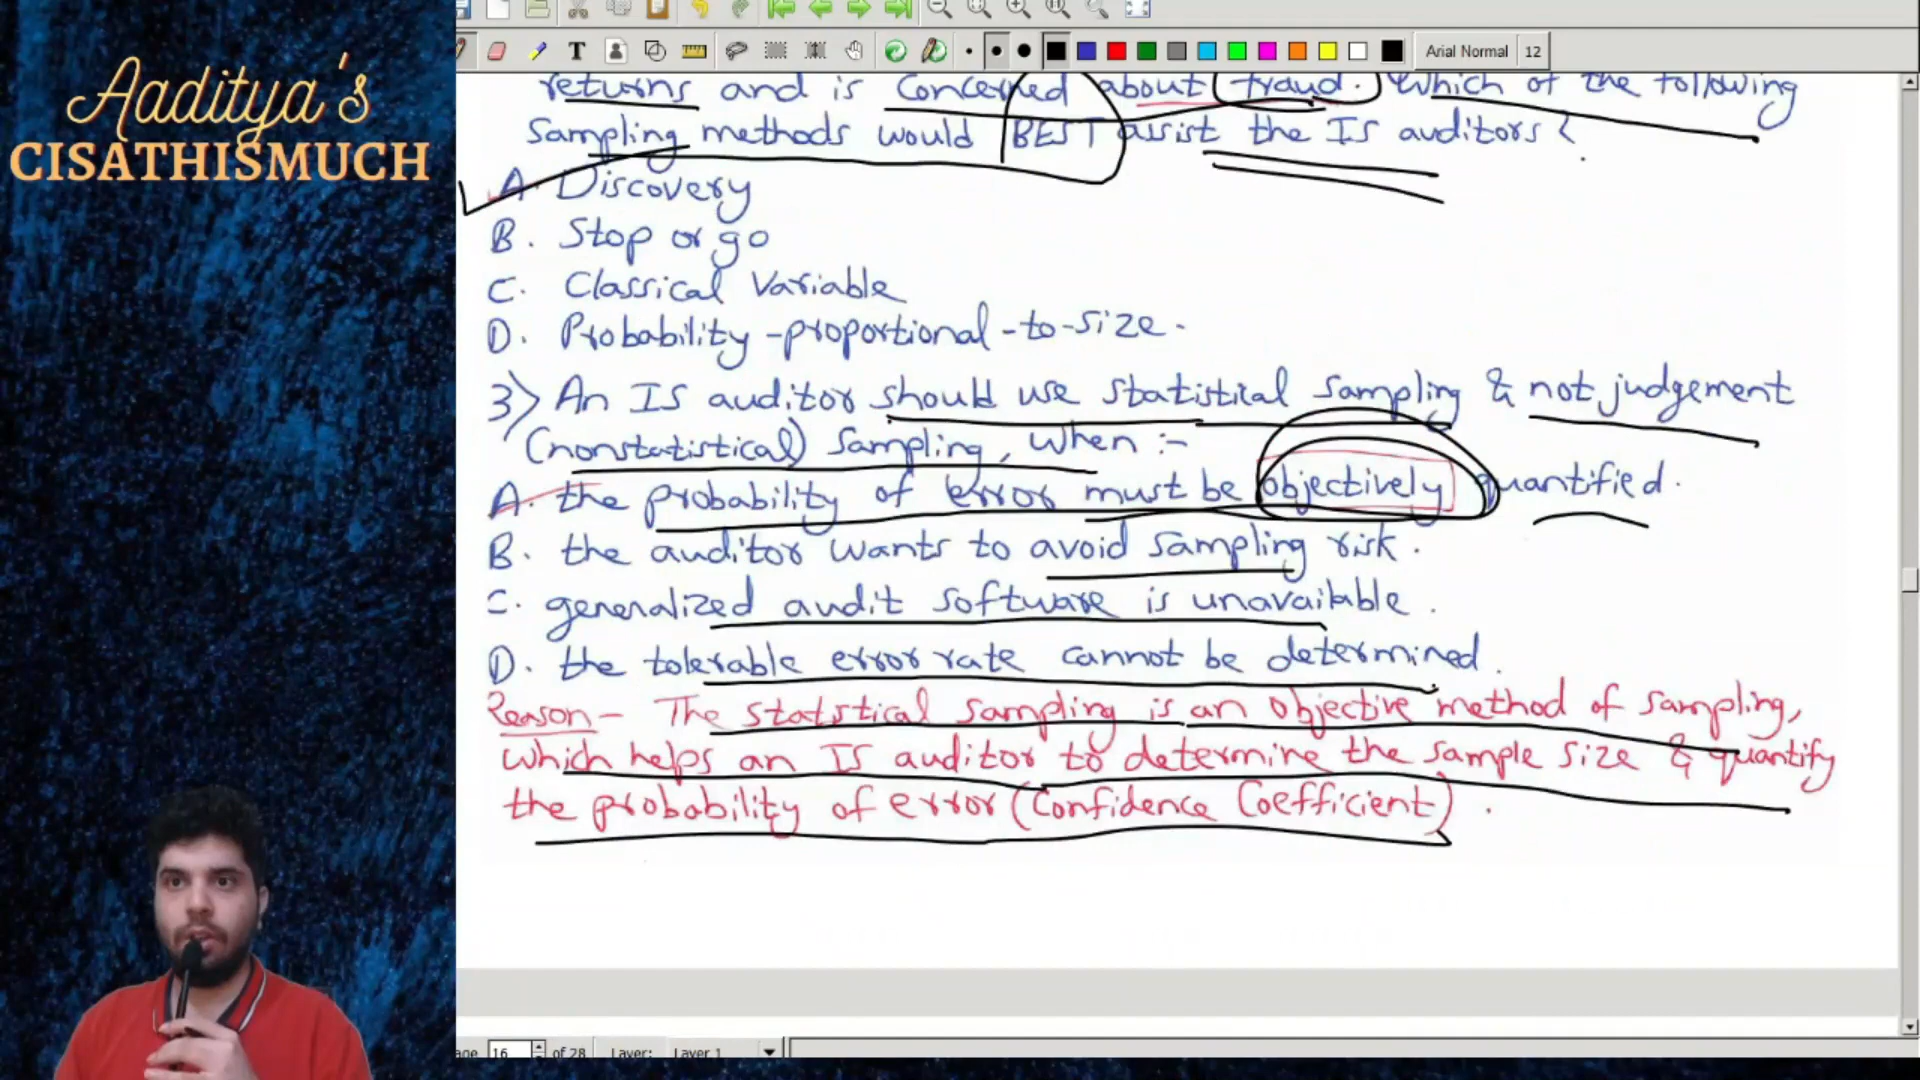 Aaditya's
CISATHISMUCH
Arial Normal 12
returns and is Concerned about fraud. Which of the following
Sampling methods would BEST assist the IS auditors?
A. Discovery
B. Stop or go
C. Classical Variable
D. Probability-proportional-to-size.
3) An IS auditor should use statistical sampling & not judgement
(nonstatistical) Sampling, when :-
A. the probability of error must be objectively quantified.
B. the auditor wants to avoid sampling risk.
C. generalized audit software is unavailable.
D. the tolerable error rate cannot be determined.
Reason - The statistical sampling is an objective method of sampling,
which helps an IS auditor to determine the sample size & quantify
the probability of error (Confidence Coefficient).
16 of 28 Layer: Layer 1